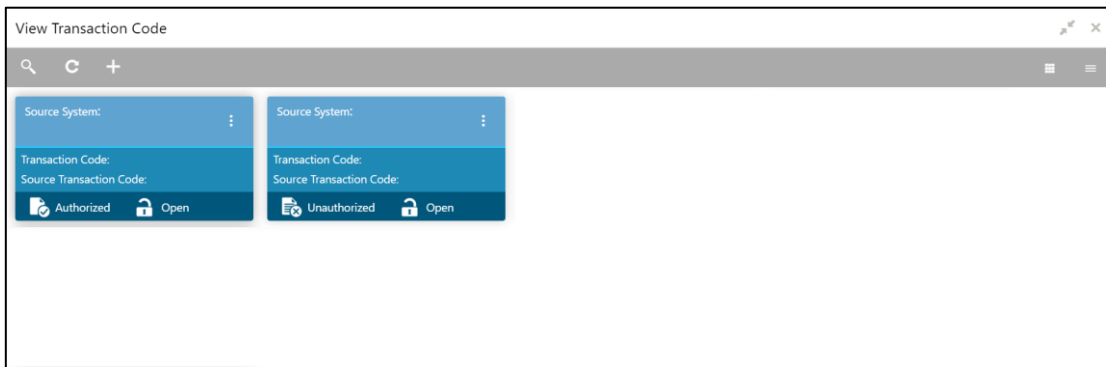 View Transaction Code
Source System:
Transaction Code:
Source Transaction Code:
Authorized Open
Source System:
Transaction Code:
Source Transaction Code:
Unauthorized Open